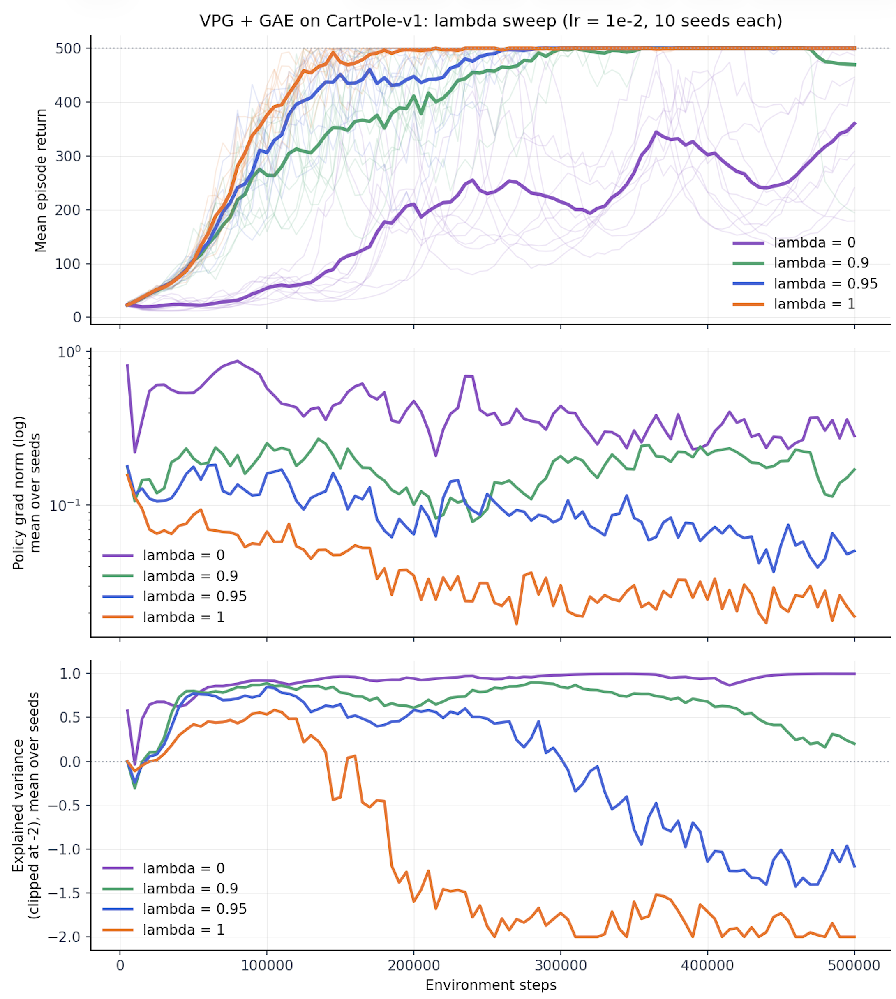 VPG + GAE on CartPole-v1: lambda sweep (lr = 1e-2, 10 seeds each)
Mean episode return
500
400
300
200
100
0
lambda = 0
lambda = 0.9
lambda = 0.95
lambda = 1
Policy grad norm (log)
mean over seeds
10⁰
10⁻¹
lambda = 0
lambda = 0.9
lambda = 0.95
lambda = 1
Explained variance
(clipped at -2), mean over seeds
1.0
0.5
0.0
−0.5
−1.0
−1.5
−2.0
lambda = 0
lambda = 0.9
lambda = 0.95
lambda = 1
0 100000 200000 300000 400000 500000
Environment steps